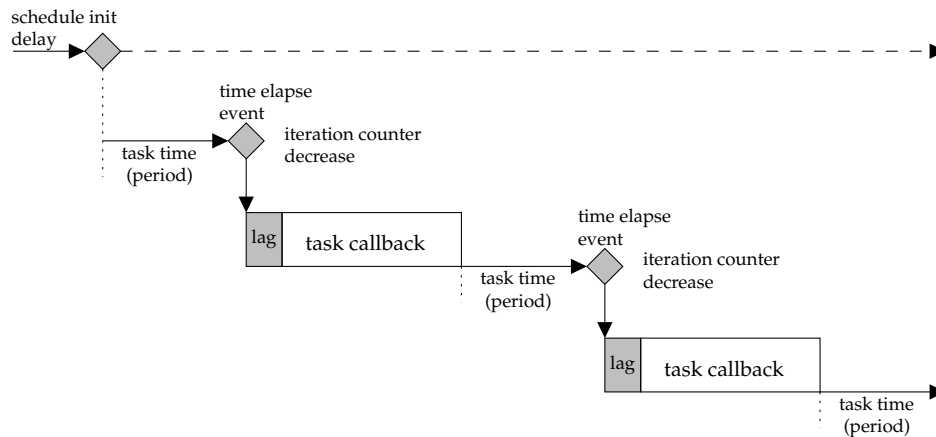 schedule init
delay
time elapse
event
iteration counter
decrease
task time
(period)
lag
task callback
time elapse
event
iteration counter
decrease
task time
(period)
lag
task callback
task time
(period)